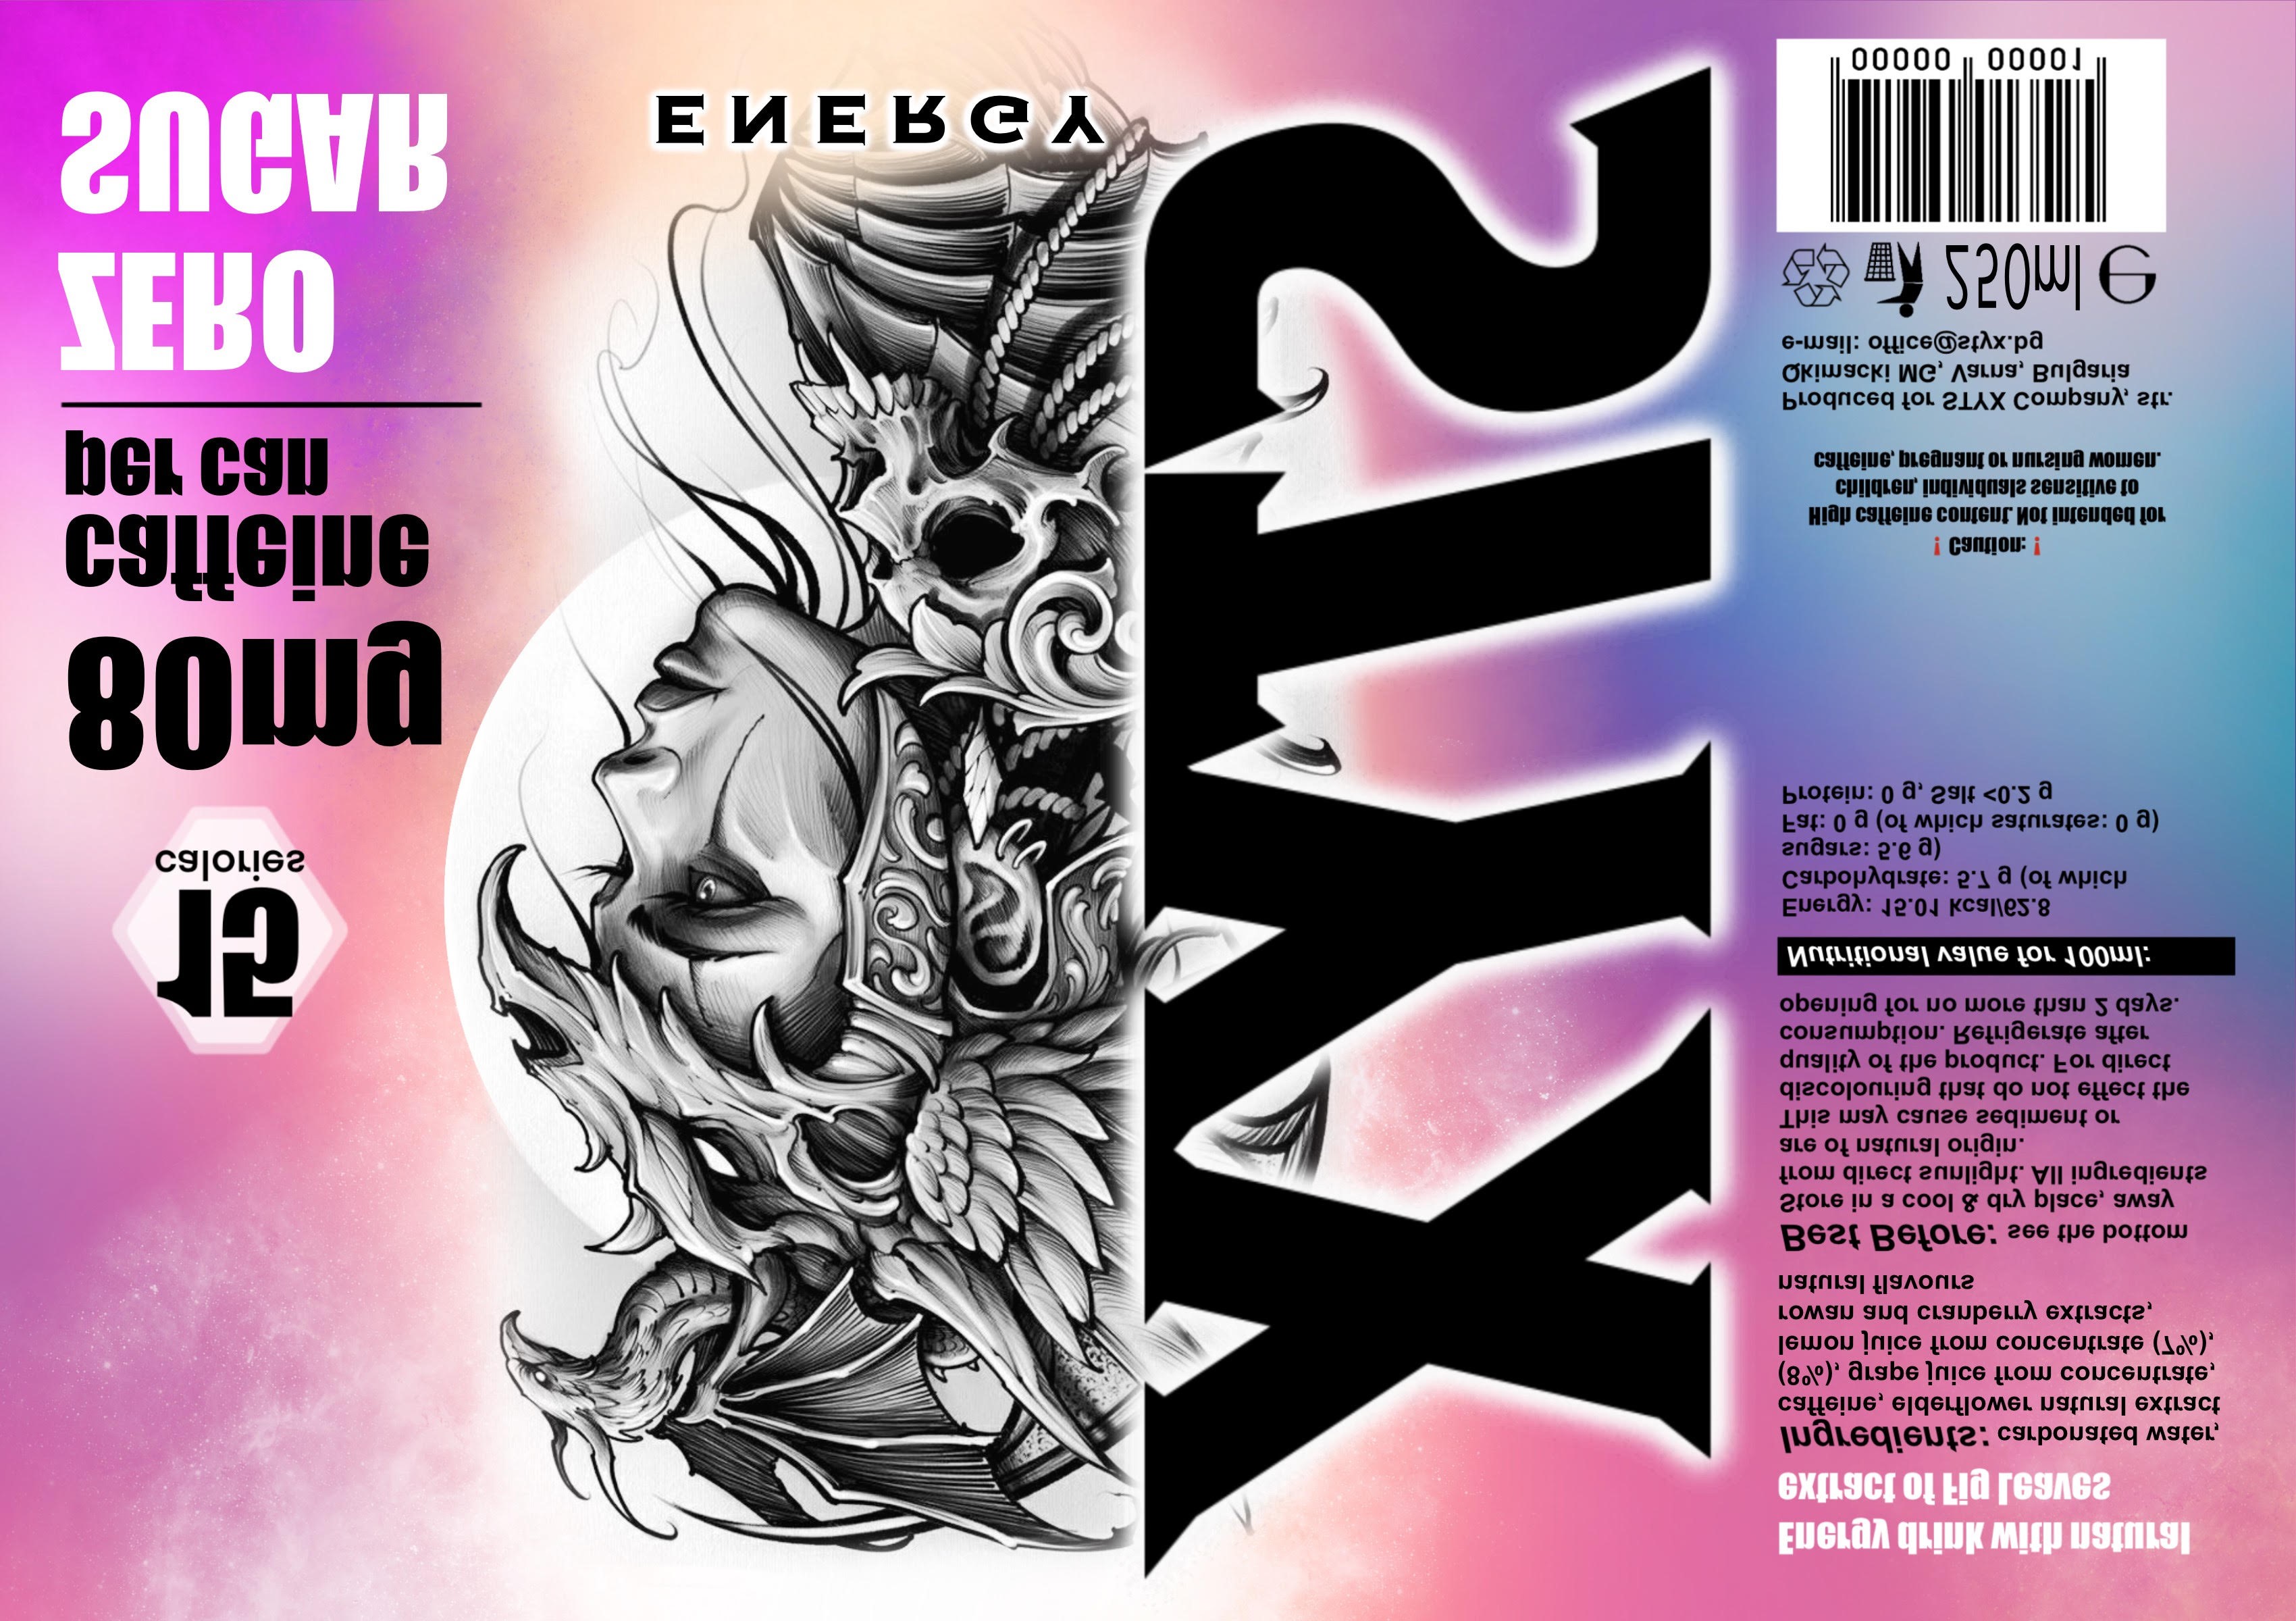 SUGAR
ZERO
per can
caffeine
80mg
calories
15
ENERGY
STYX
00000 00001
250ml e
e-mail: office@styx.bg
Qkimacki MG, Varna, Bulgaria
Produced for STYX Company, str.
caffeine, pregnant or nursing women.
children, individuals sensitive to
High caffeine content. Not intended for
! Caution: !
Protein: 0 g, Salt <0.2 g
Fat: 0 g (of which saturates: 0 g)
sugars: 5.6 g)
Carbohydrate: 5.7 g (of which
Energy: 15.01 kcal/62.8
Nutritional value for 100ml:
opening for no more than 2 days.
consumption. Refrigerate after
quality of the product. For direct
discolouring that do not effect the
This may cause sediment or
are of natural origin.
from direct sunlight. All ingredients
Store in a cool & dry place, away
Best Before: see the bottom
natural flavours
rowan and cranberry extracts,
lemon juice from concentrate (7%),
(8%), grape juice from concentrate,
caffeine, elderflower natural extract
Ingredients: carbonated water,
extract of Fig Leaves
Energy drink with natural